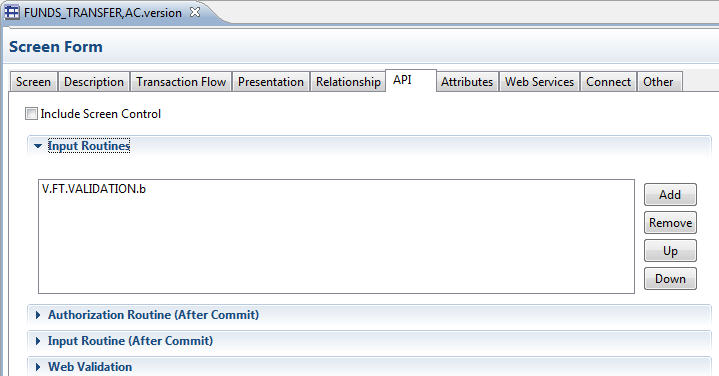 FUNDS_TRANSFER,AC.version
Screen Form
Screen Description Transaction Flow Presentation Relationship API Attributes Web Services Connect Other
Include Screen Control
Input Routines
V.FT.VALIDATION.b
Add
Remove
Up
Down
Authorization Routine (After Commit)
Input Routine (After Commit)
Web Validation